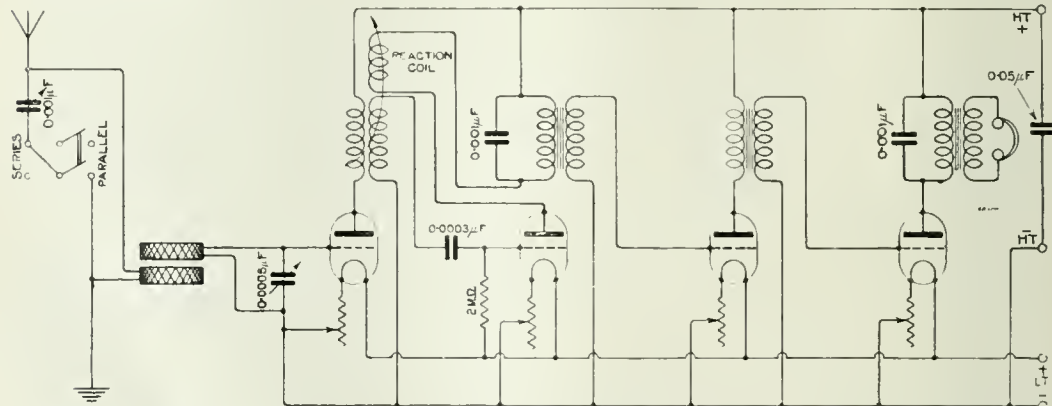 0·001µF
SERIES
PARALLEL
0·0005µF
REACTION
COIL
0·0003µF
2MΩ
0·001µF
0·001µF
HT
+
0·05µF
–
HT
+
LT
–